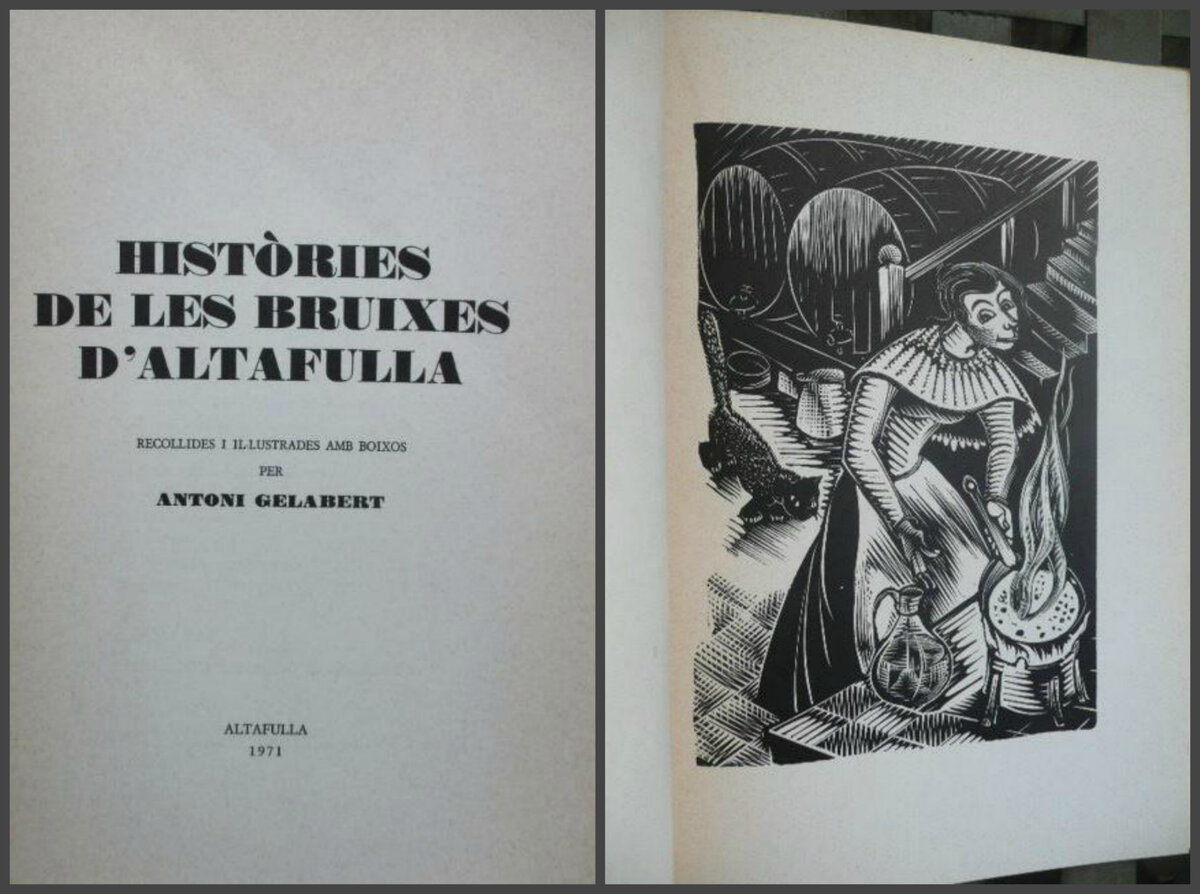 HISTÒRIES
DE LES BRUIXES
D'ALTAFULLA
RECOLLIDES I IL·LUSTRADES AMB BOIXOS
PER
ANTONI GELABERT
ALTAFULLA
1971